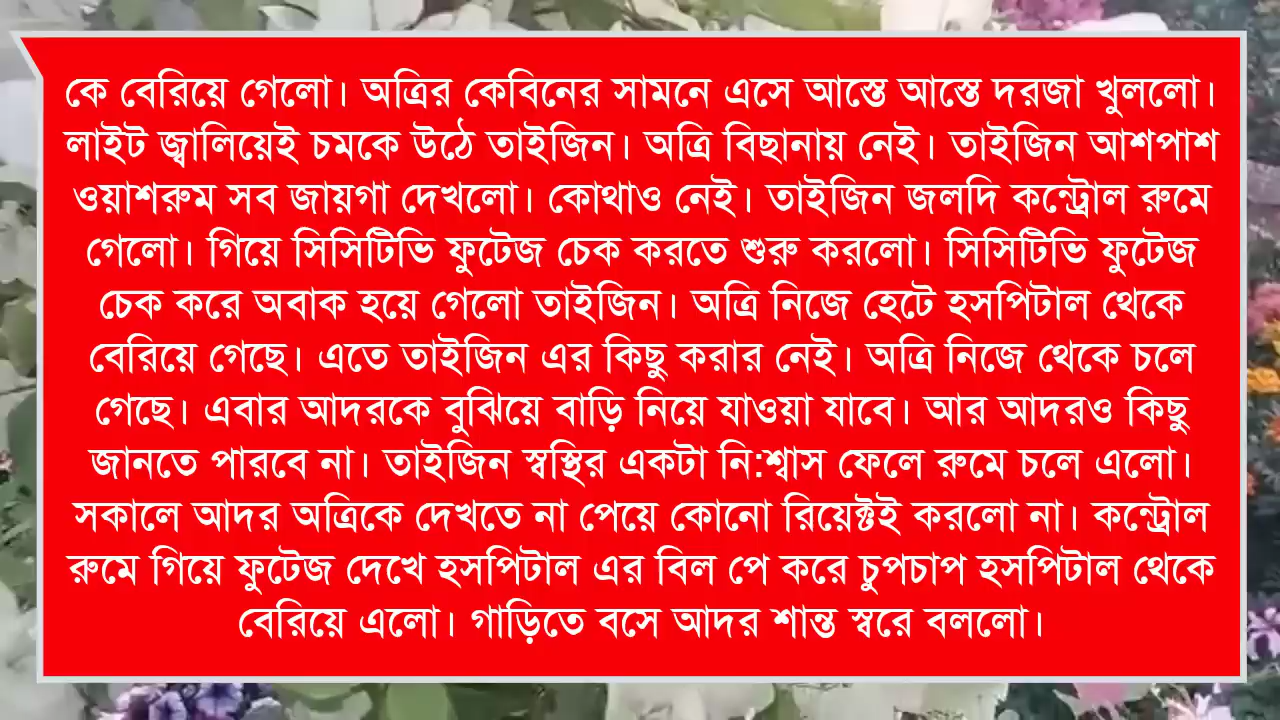 কে বেরিয়ে গেলো। অত্রির কেবিনের সামনে এসে আস্তে আস্তে দরজা খুললো।
লাইট জ্বালিয়েই চমকে উঠে তাইজিন। অত্রি বিছানায় নেই। তাইজিন আশপাশ
ওয়াশরুম সব জায়গা দেখলো। কোথাও নেই। তাইজিন জলদি কন্ট্রোল রুমে
গেলো। গিয়ে সিসিটিভি ফুটেজ চেক করতে শুরু করলো। সিসিটিভি ফুটেজ
চেক করে অবাক হয়ে গেলো তাইজিন। অত্রি নিজে হেটে হসপিটাল থেকে
বেরিয়ে গেছে। এতে তাইজিন এর কিছু করার নেই। অত্রি নিজে থেকে চলে
গেছে। এবার আদরকে বুঝিয়ে বাড়ি নিয়ে যাওয়া যাবে। আর আদরও কিছু
জানতে পারবে না। তাইজিন স্বস্থির একটা নি:শ্বাস ফেলে রুমে চলে এলো।
সকালে আদর অত্রিকে দেখতে না পেয়ে কোনো রিয়েক্টই করলো না। কন্ট্রোল
রুমে গিয়ে ফুটেজ দেখে হসপিটাল এর বিল পে করে চুপচাপ হসপিটাল থেকে
বেরিয়ে এলো। গাড়িতে বসে আদর শান্ত স্বরে বললো।